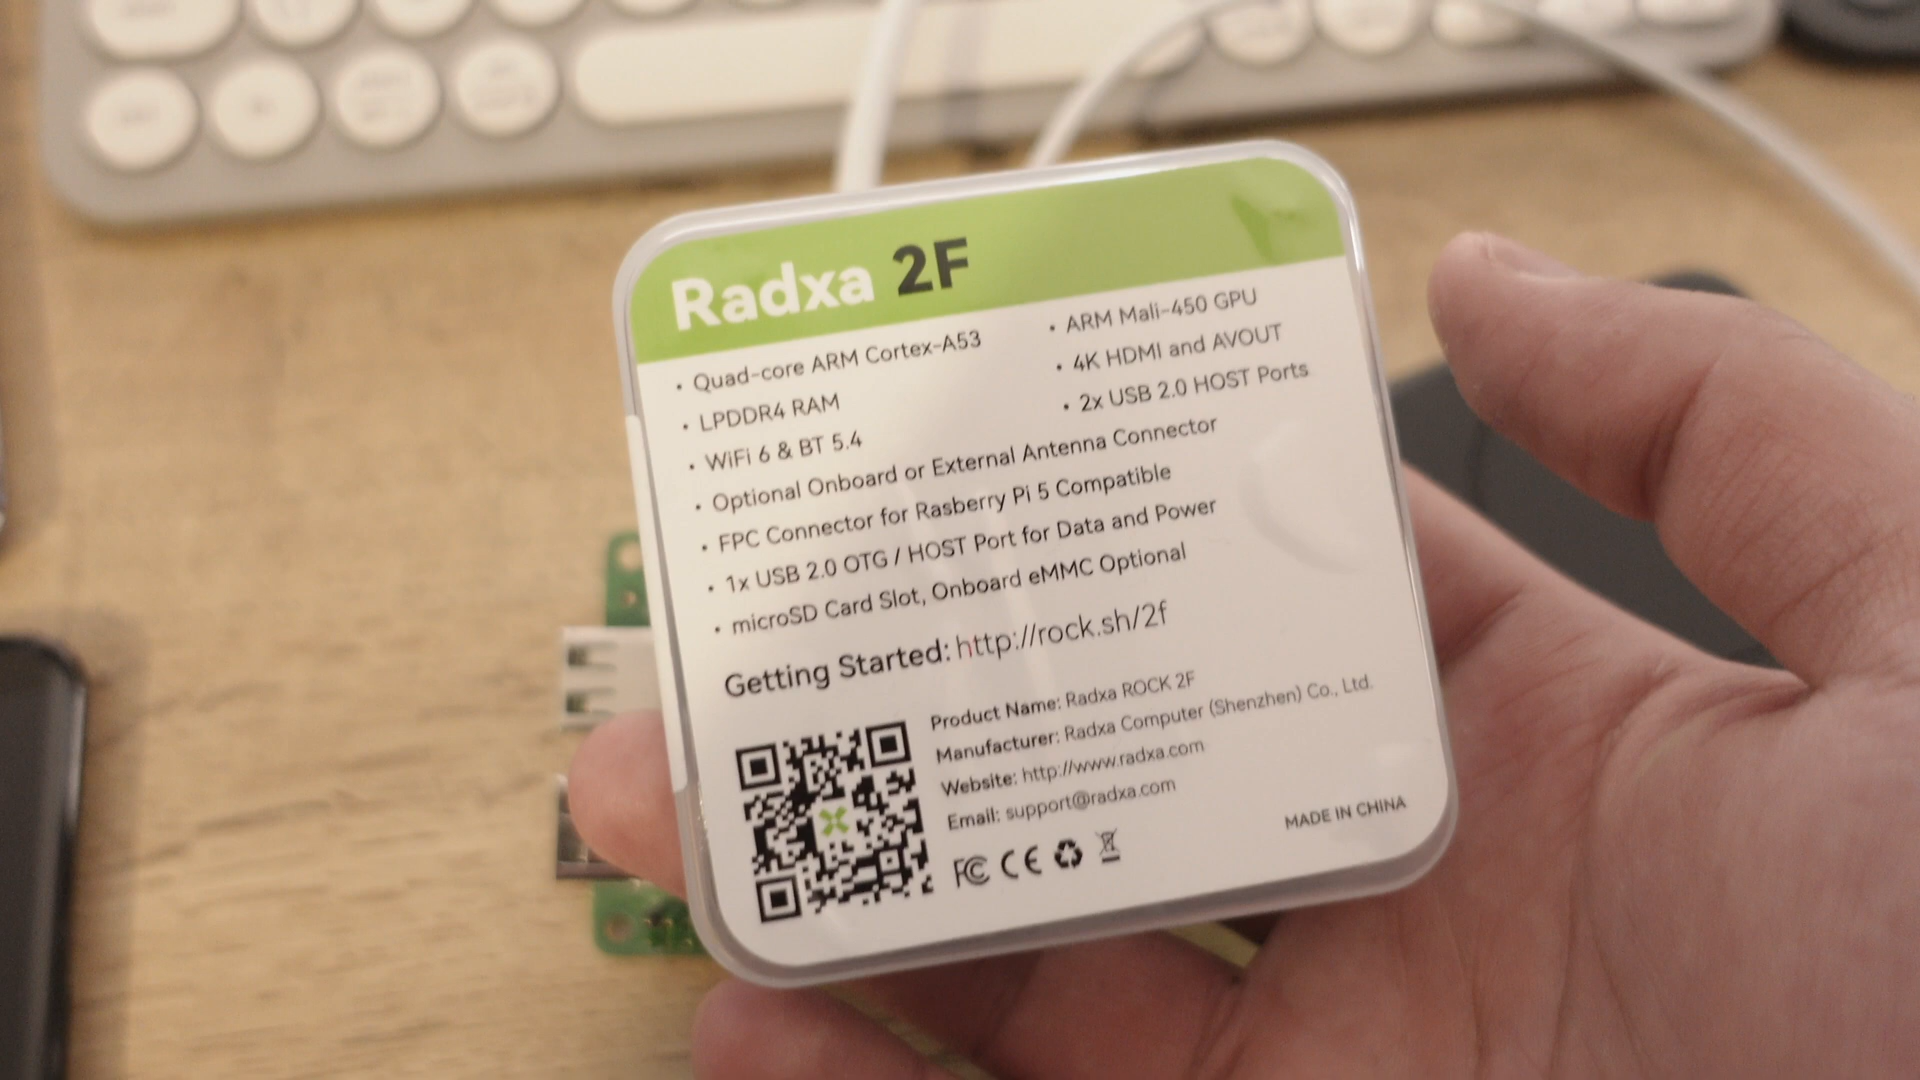 Radxa 2F
• Quad-core ARM Cortex-A53
• LPDDR4 RAM
• WiFi 6 & BT 5.4
• ARM Mali-450 GPU
• 4K HDMI and AVOUT
• 2x USB 2.0 HOST Ports
• Optional Onboard or External Antenna Connector
• FPC Connector for Rasberry Pi 5 Compatible
• 1x USB 2.0 OTG / HOST Port for Data and Power
• microSD Card Slot, Onboard eMMC Optional
Getting Started: http://rock.sh/2f
Product Name: Radxa ROCK 2F
Manufacturer: Radxa Computer (Shenzhen) Co., Ltd.
Website: http://www.radxa.com
Email: support@radxa.com
FC CE
MADE IN CHINA